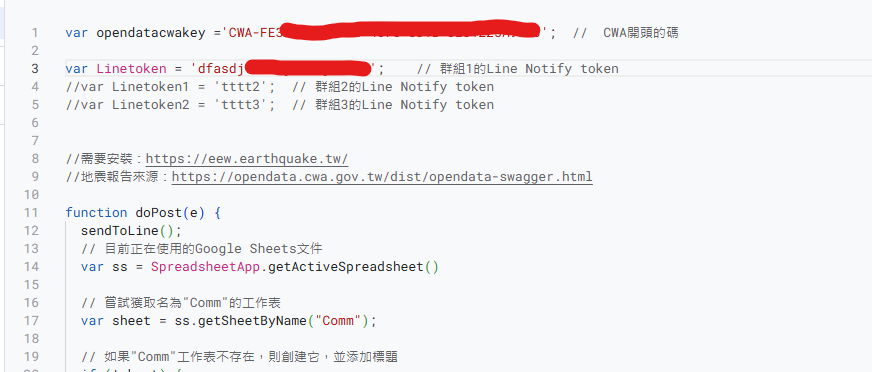 1 var opendatacwakey ='CWA-FE3 '; // CWA開頭的碼
2
3 var Linetoken = 'dfasdj '; // 群組1的Line Notify token
4 //var Linetoken1 = 'tttt2'; // 群組2的Line Notify token
5 //var Linetoken2 = 'tttt3'; // 群組3的Line Notify token
6
7
8 //需要安裝：https://eew.earthquake.tw/
9 //地震報告來源：https://opendata.cwa.gov.tw/dist/opendata-swagger.html
10
11 function doPost(e) {
12 sendToLine();
13 // 目前正在使用的Google Sheets文件
14 var ss = SpreadsheetApp.getActiveSpreadsheet()
15
16 // 嘗試獲取名為"Comm"的工作表
17 var sheet = ss.getSheetByName("Comm");
18
19 // 如果"Comm"工作表不存在，則創建它，並添加標題